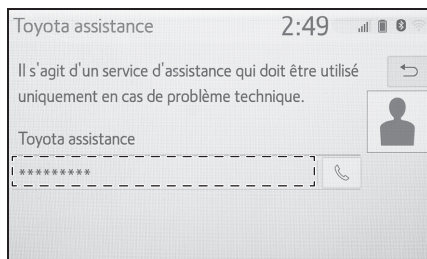 Toyota assistance 2:49
Il s'agit d'un service d'assistance qui doit être utilisé
uniquement en cas de problème technique.
Toyota assistance
*********